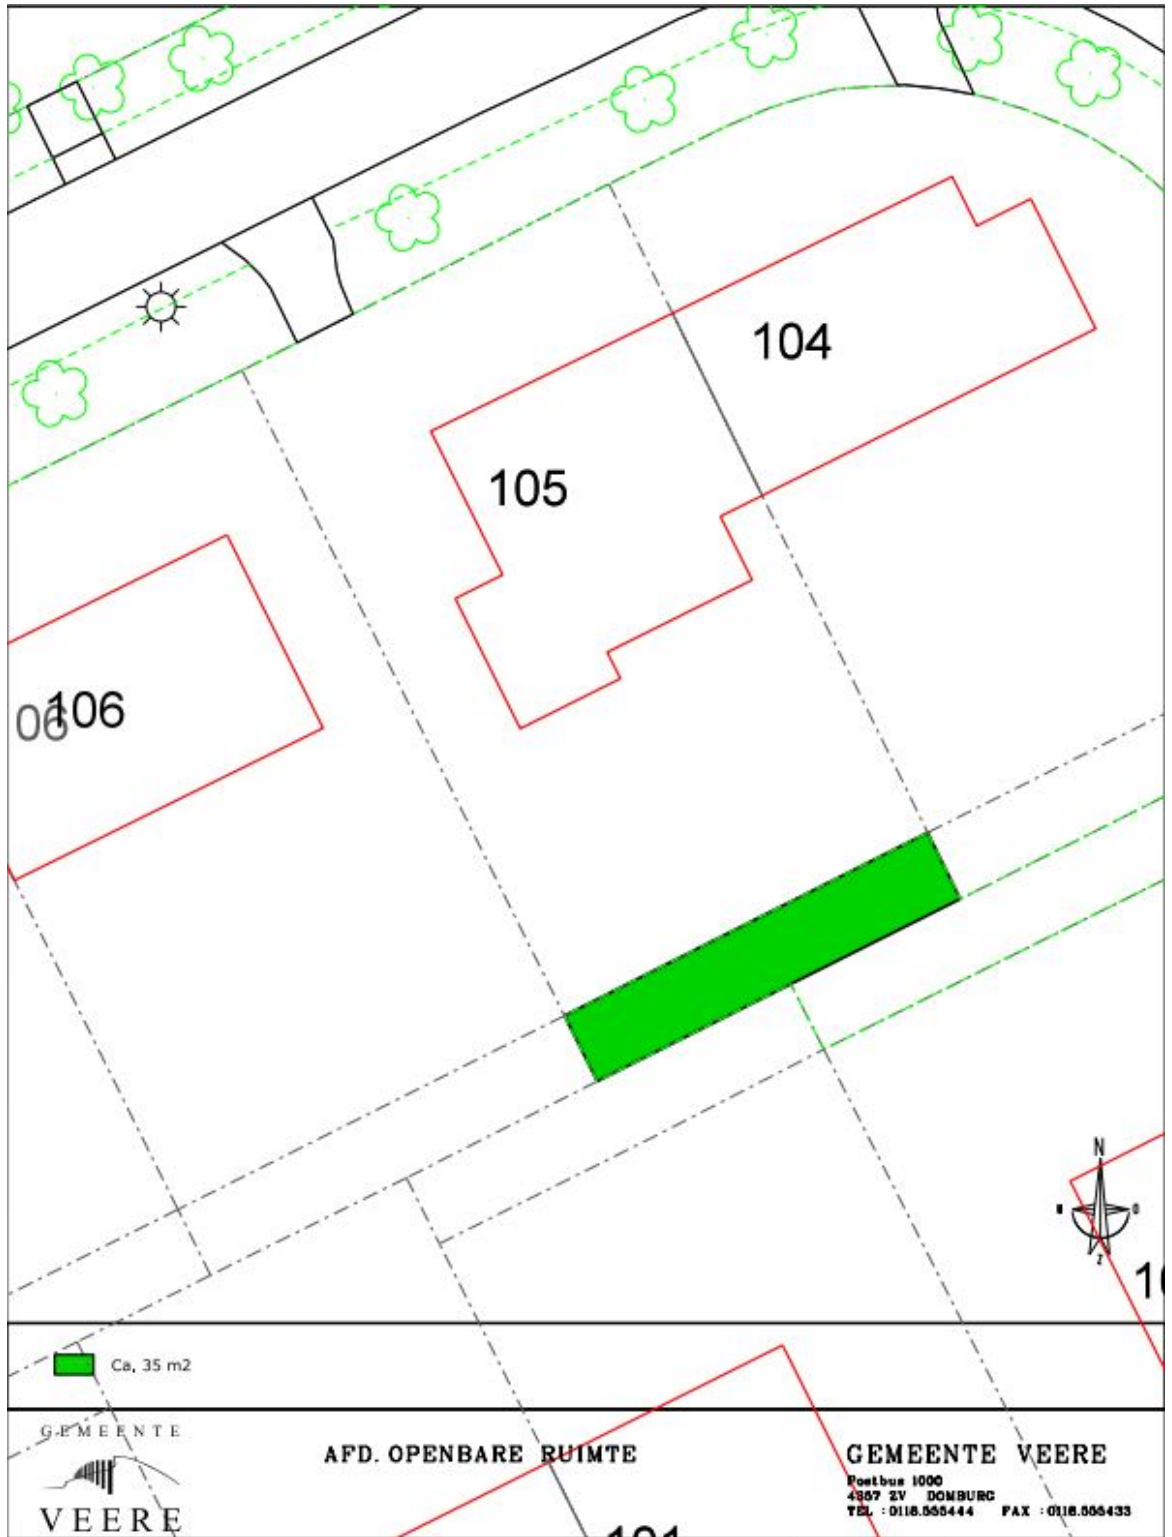 104
105
106
06
N
Z
Ca, 35 m2
GEMEENTE
VEERE
AFD. OPENBARE RUIMTE
GEMEENTE VEERE
Postbus 1000
4357 ZV DOMBURG
TEL : 0118.555444 FAX : 0118.555433